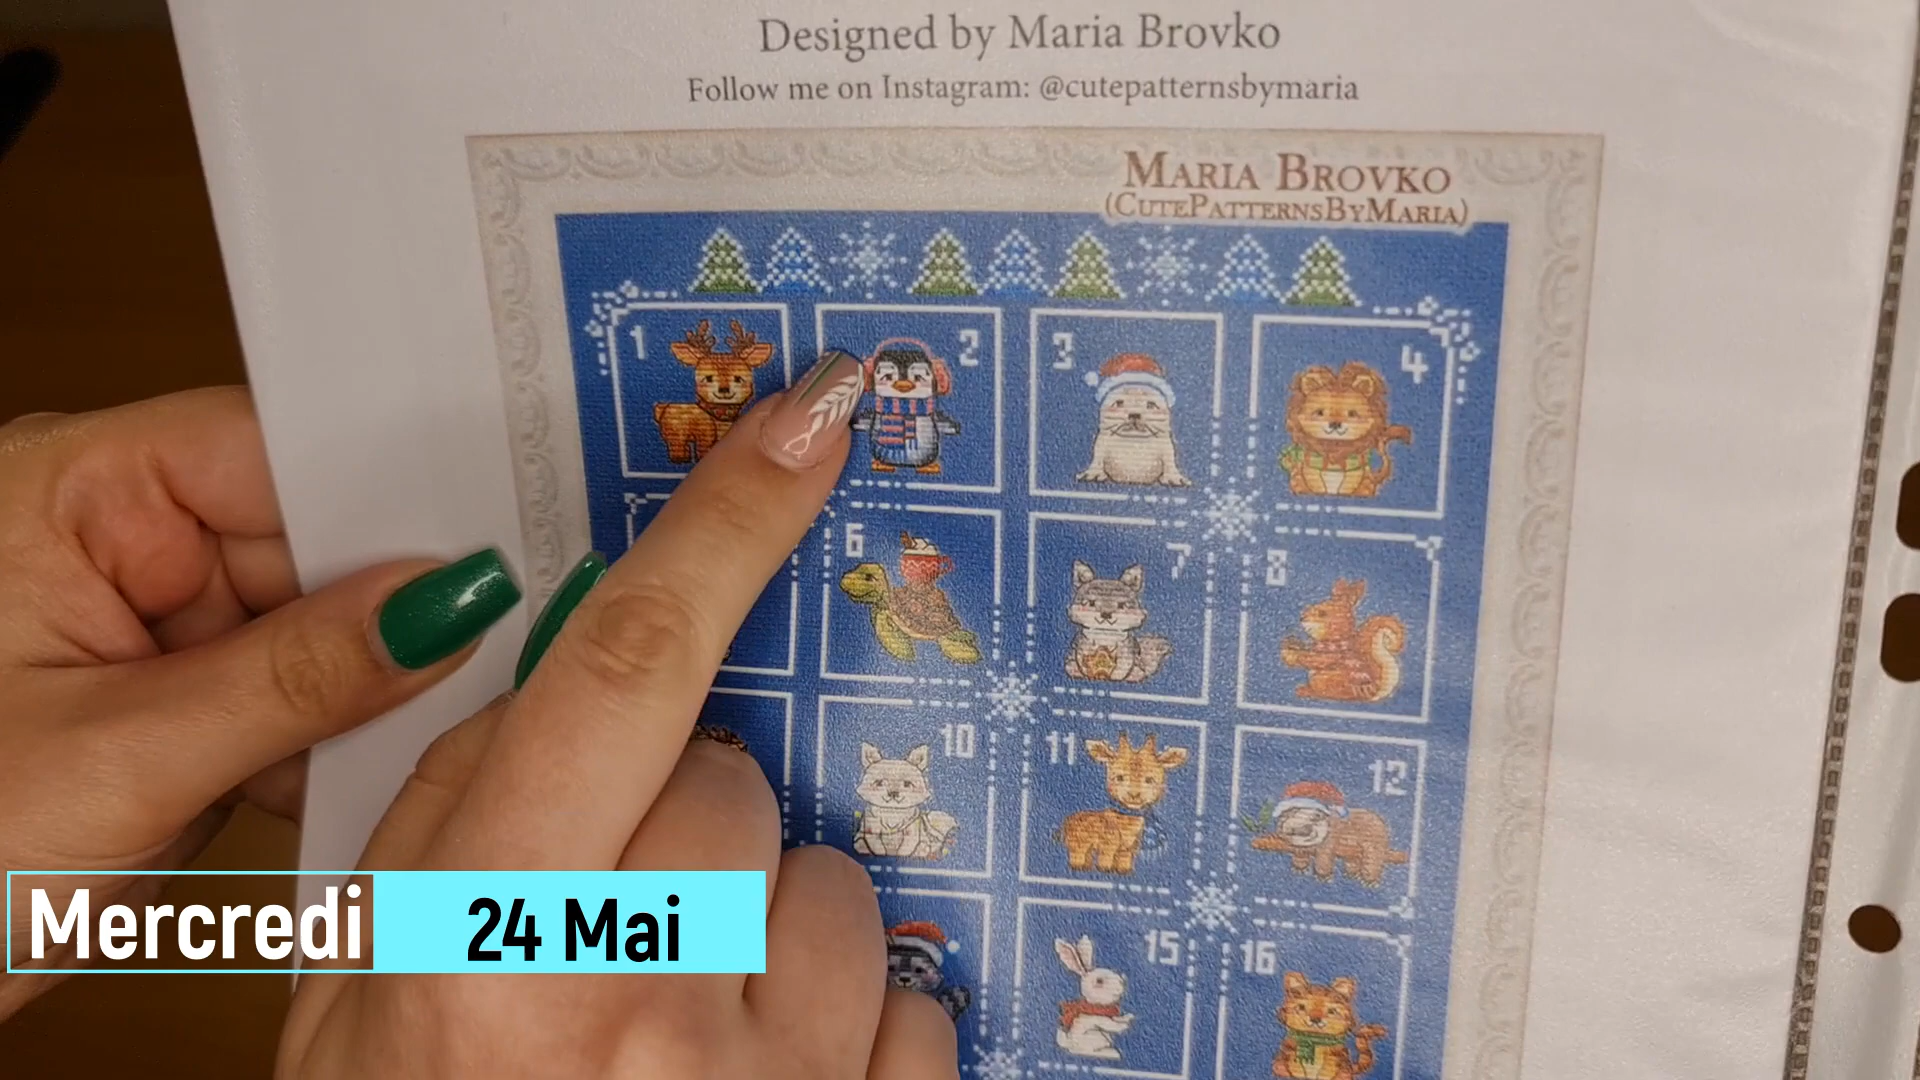 Designed by Maria Brovko
Follow me on Instagram: @cutepatternsbymaria
MARIA BROVKO
(CUTEPATTERNSBYMARIA)
1
2
3
4
6
7
8
10
11
12
15
16
Mercredi
24 Mai